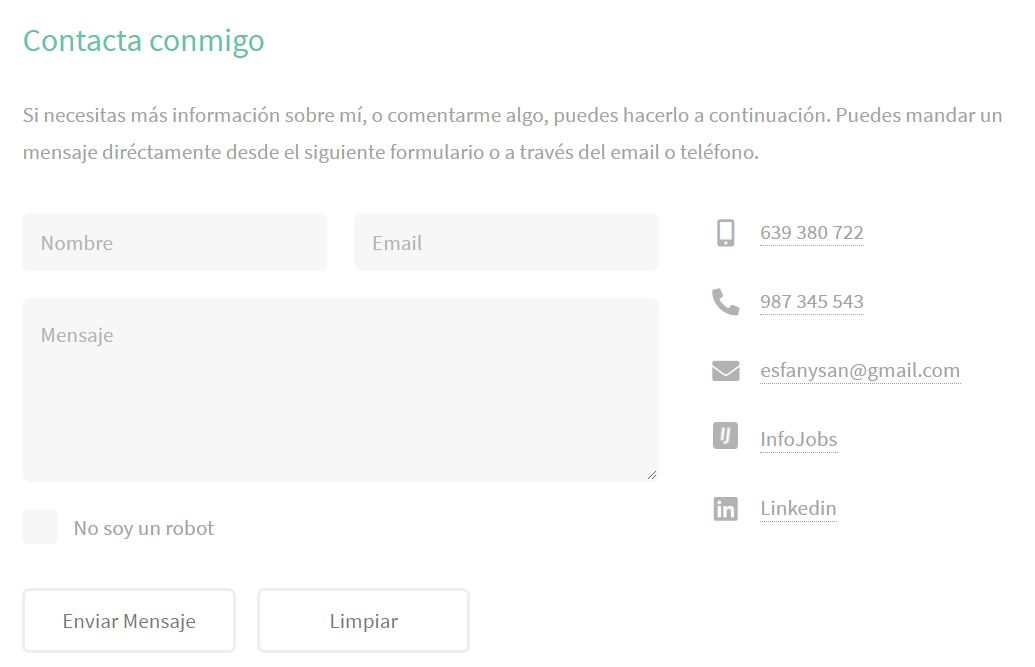 Contacta conmigo
Si necesitas más información sobre mí, o comentarme algo, puedes hacerlo a continuación. Puedes mandar un
mensaje diréctamente desde el siguiente formulario o a través del email o teléfono.
Nombre
Email
Mensaje
No soy un robot
Enviar Mensaje
Limpiar
639 380 722
987 345 543
esfanysan@gmail.com
IJ
InfoJobs
in
Linkedin